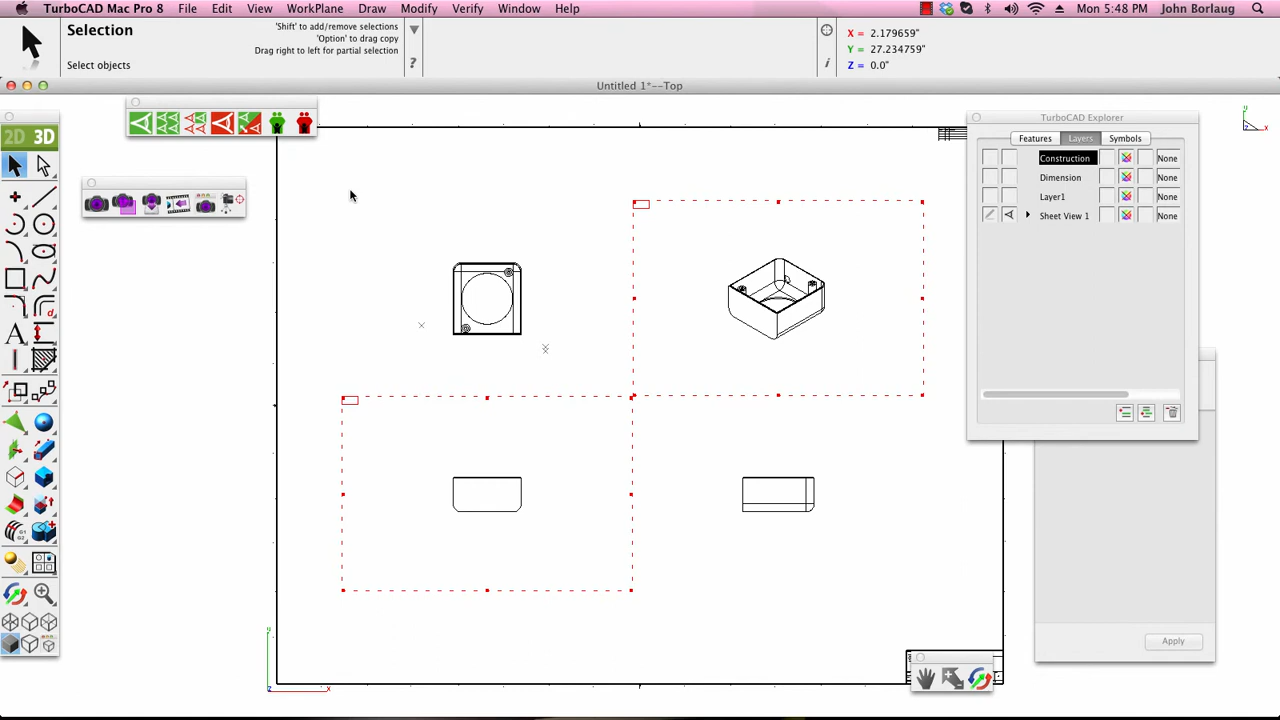 TurboCAD Mac Pro 8 File Edit View WorkPlane Draw Modify Verify Window Help Mon 5:48 PM John Borlaug
Selection
Select objects
'Shift' to add/remove selections
'Option' to drag copy
Drag right to left for partial selection
?
i
X = 2.179659"
Y = 27.234759"
Z = 0.0"
Untitled 1*--Top
2D 3D
A
d
G1
G2
TurboCAD Explorer
Features Layers Symbols
Construction None
Dimension None
Layer1 None
Sheet View 1 None
Apply
y
z x
y
z x